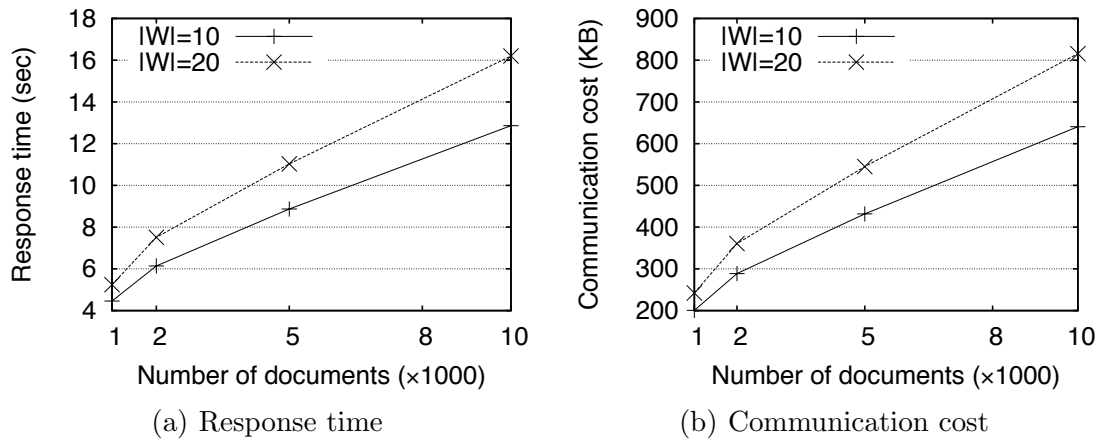 18
16
14
12
10
8
6
4
Response time (sec)
|W|=10
|W|=20
1 2 5 8 10
Number of documents (×1000)
(a) Response time
900
800
700
600
500
400
300
200
Communication cost (KB)
|W|=10
|W|=20
1 2 5 8 10
Number of documents (×1000)
(b) Communication cost